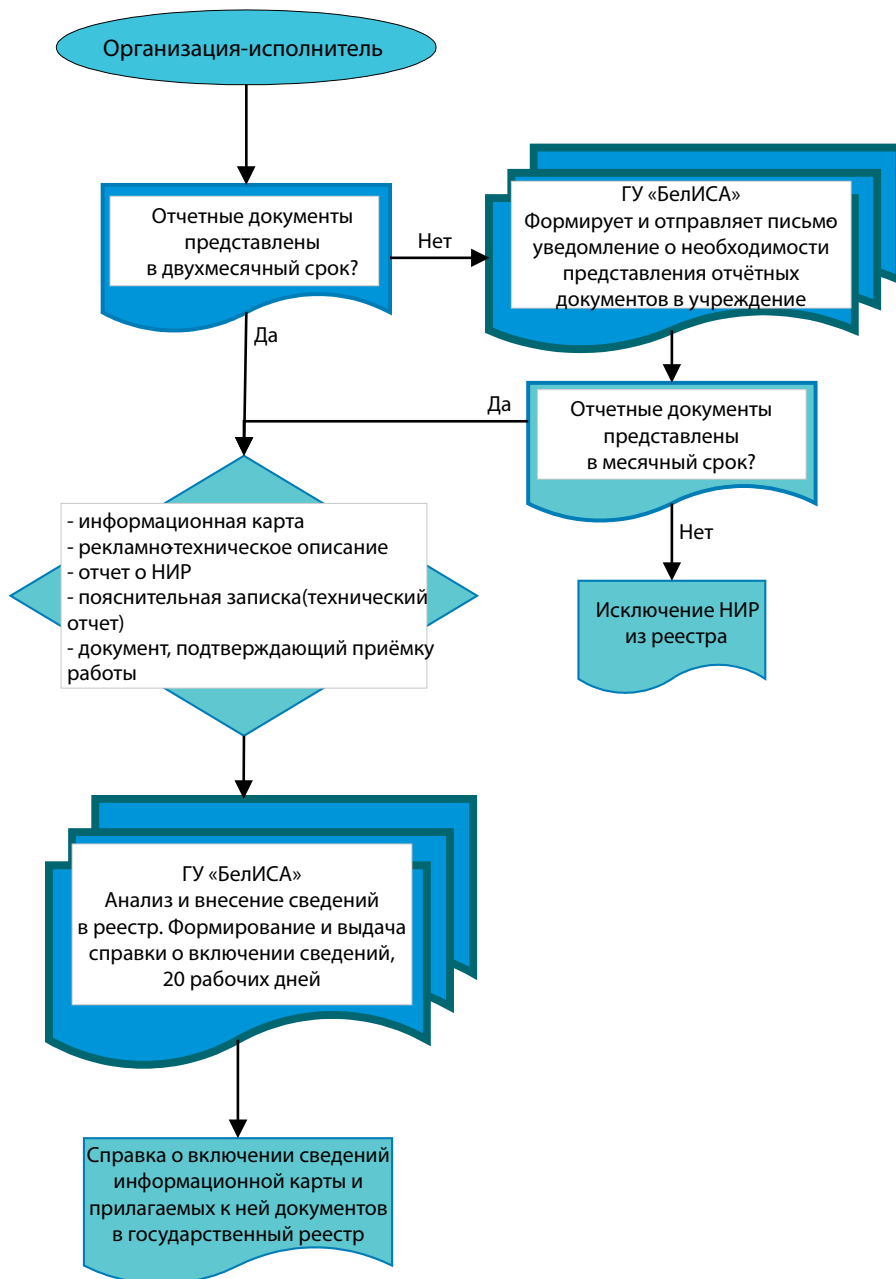 Организация-исполнитель
Отчетные документы
представлены
в двухмесячный срок?
Нет
ГУ «БелИСА»
Формирует и отправляет письмо-
уведомление о необходимости
представления отчётных
документов в учреждение
Да
Да
Отчетные документы
представлены
в месячный срок?
Нет
Исключение НИР
из реестра
- информационная карта
- рекламно-техническое описание
- отчет о НИР
- пояснительная записка(технический
отчет)
- документ, подтверждающий приёмку
работы
ГУ «БелИСА»
Анализ и внесение сведений
в реестр. Формирование и выдача
справки о включении сведений,
20 рабочих дней
Справка о включении сведений
информационной карты и
прилагаемых к ней документов
в государственный реестр